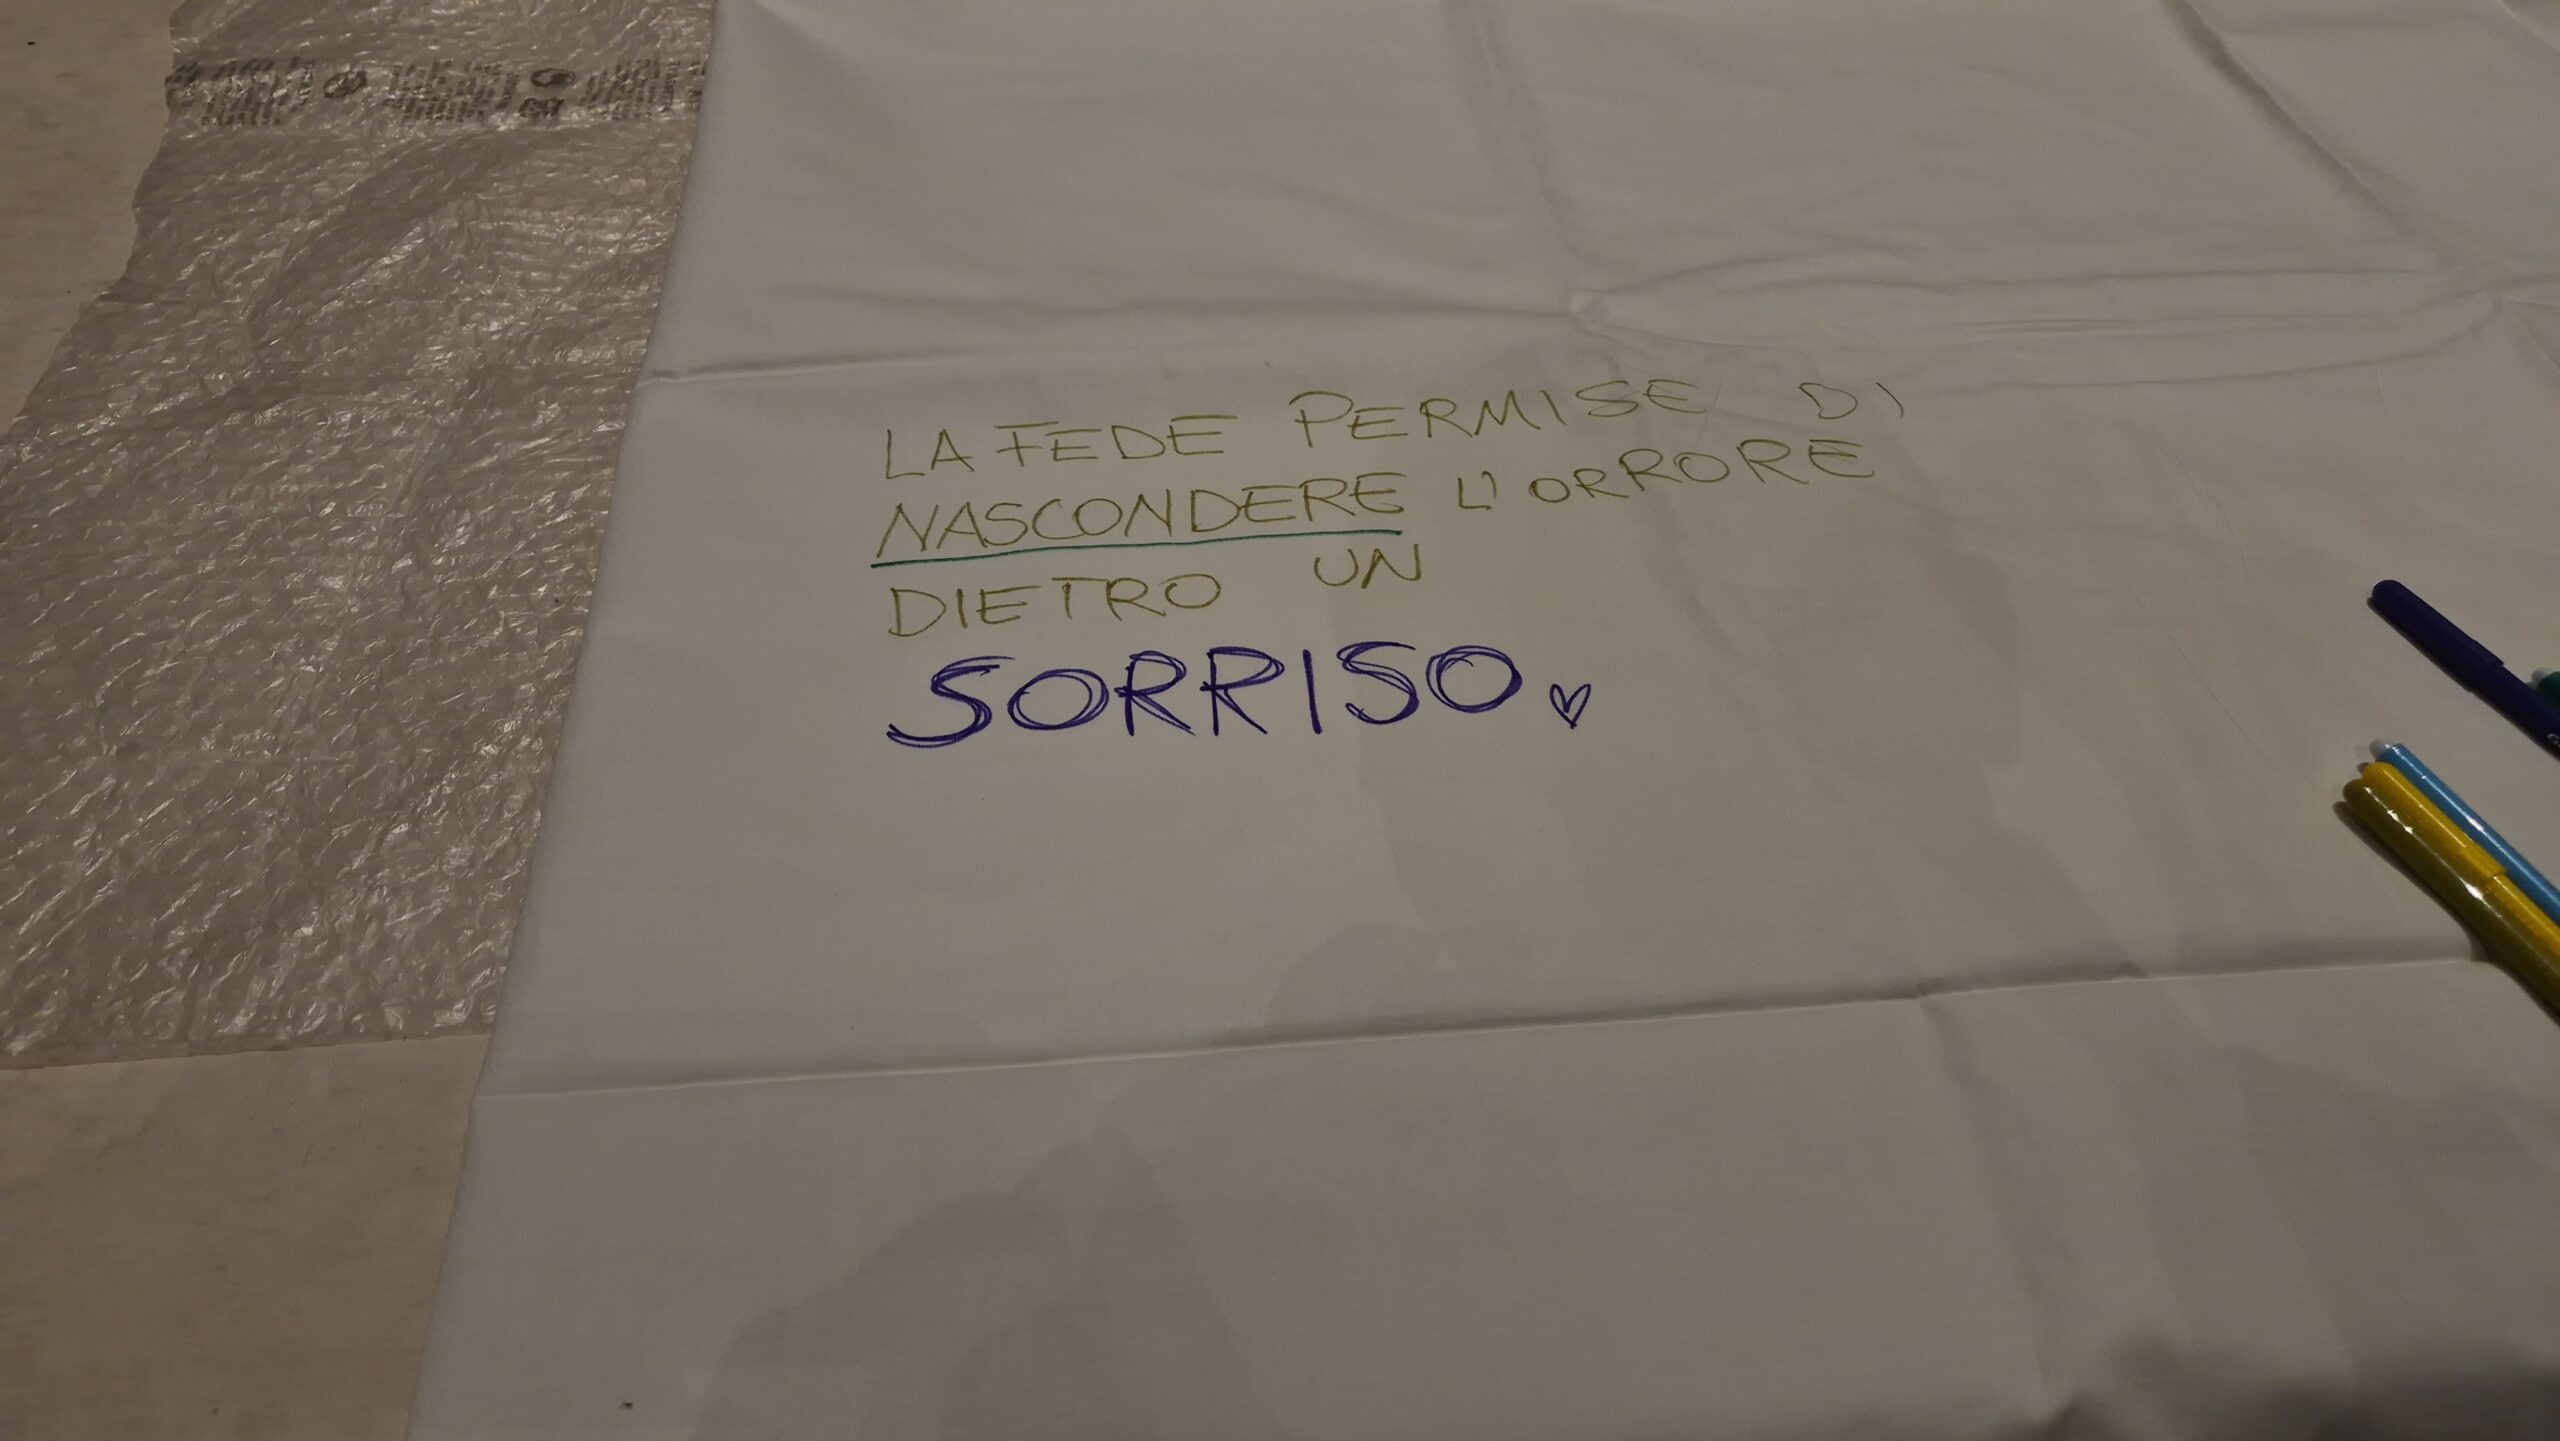 LA FEDE PERMISE DI
NASCONDERE L'ORRORE
DIETRO UN
SORRISO.